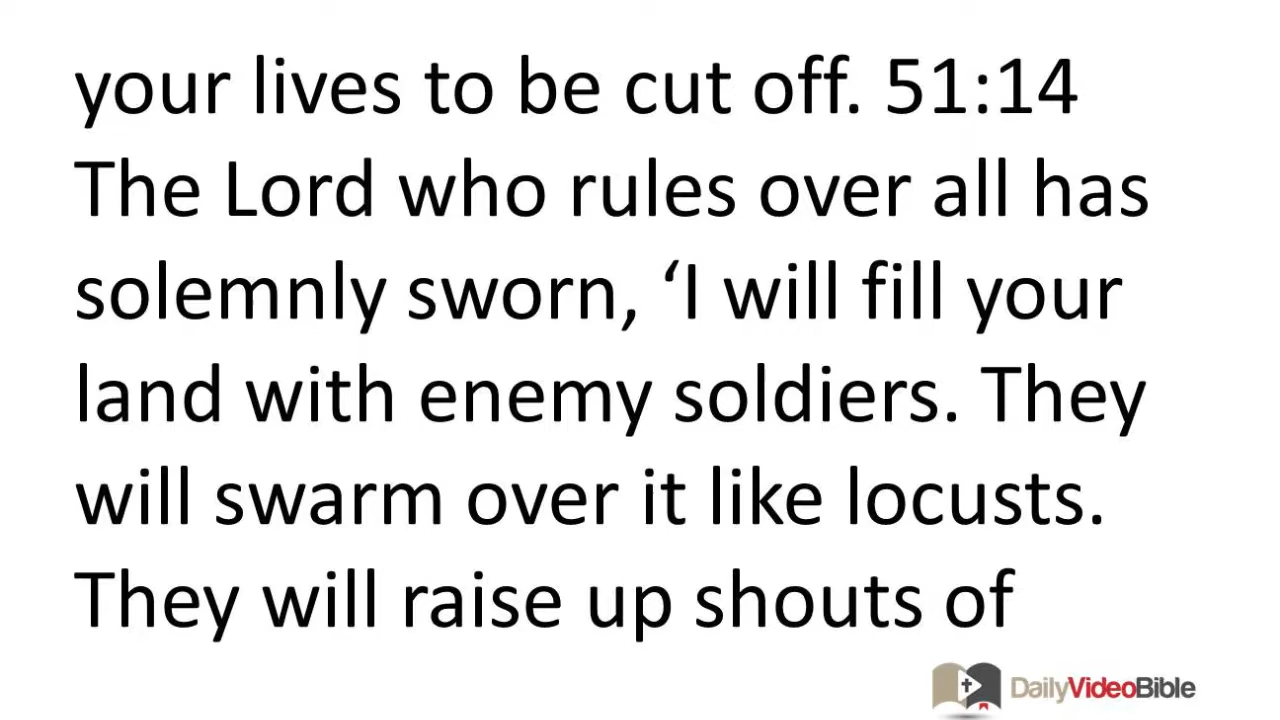 your lives to be cut off. 51:14
The Lord who rules over all has
solemnly sworn, ‘I will fill your
land with enemy soldiers. They
will swarm over it like locusts.
They will raise up shouts of
DailyVideoBible